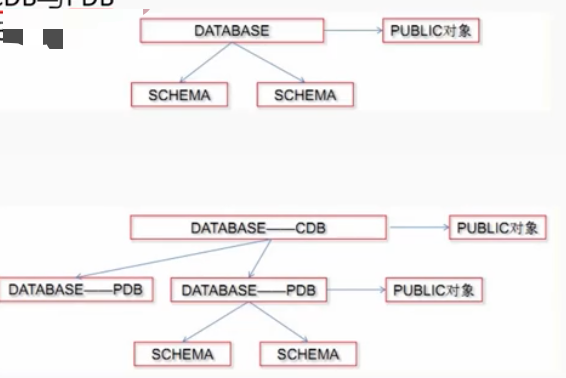 CDB与PDB
DATABASE
PUBLIC对象
SCHEMA
SCHEMA
DATABASE——CDB
PUBLIC对象
DATABASE——PDB
DATABASE——PDB
PUBLIC对象
SCHEMA
SCHEMA